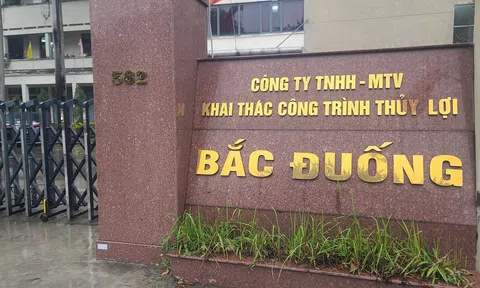 582
CÔNG TY TNHH-MTV
KHAI THÁC CÔNG TRÌNH THỦY LỢI
BẮC ĐUỐNG